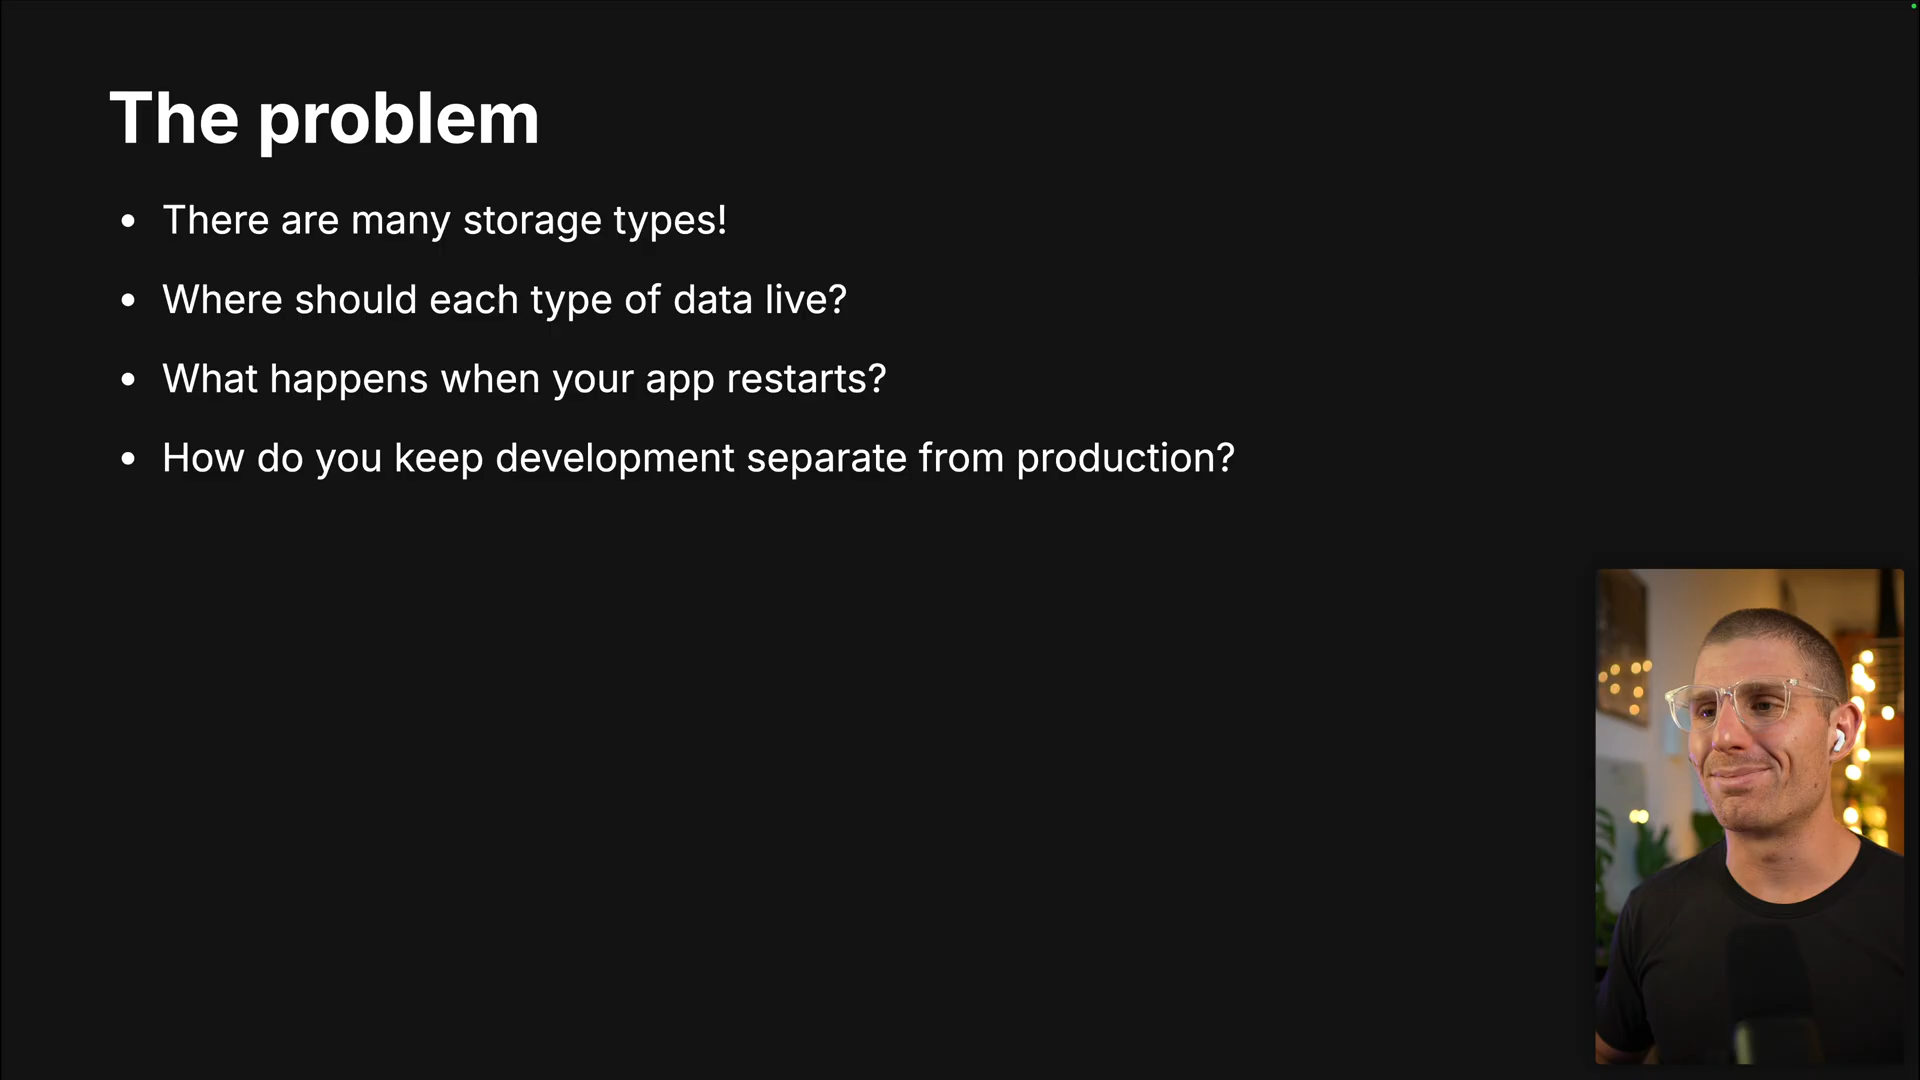 The problem
• There are many storage types!
• Where should each type of data live?
• What happens when your app restarts?
• How do you keep development separate from production?